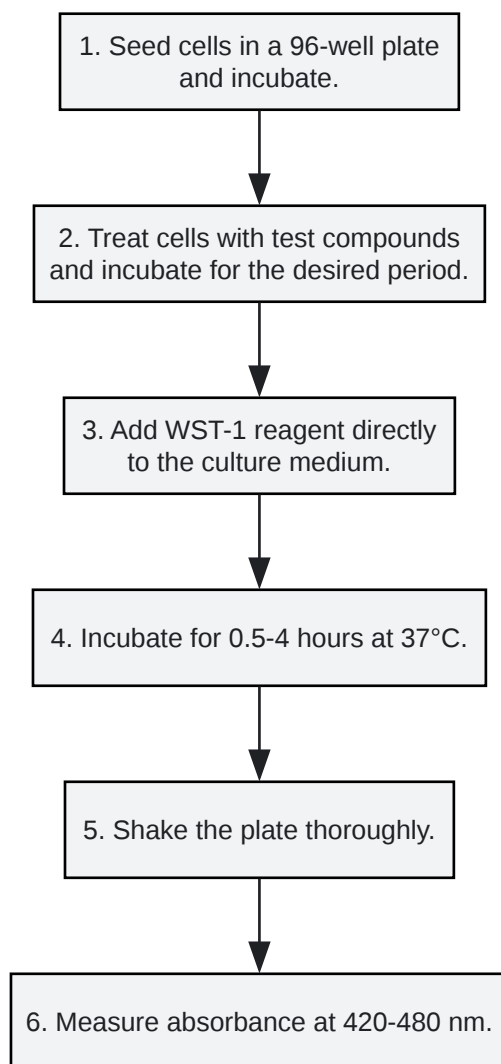 1. Seed cells in a 96-well plate
and incubate.
2. Treat cells with test compounds
and incubate for the desired period.
3. Add WST-1 reagent directly
to the culture medium.
4. Incubate for 0.5-4 hours at 37°C.
5. Shake the plate thoroughly.
6. Measure absorbance at 420-480 nm.